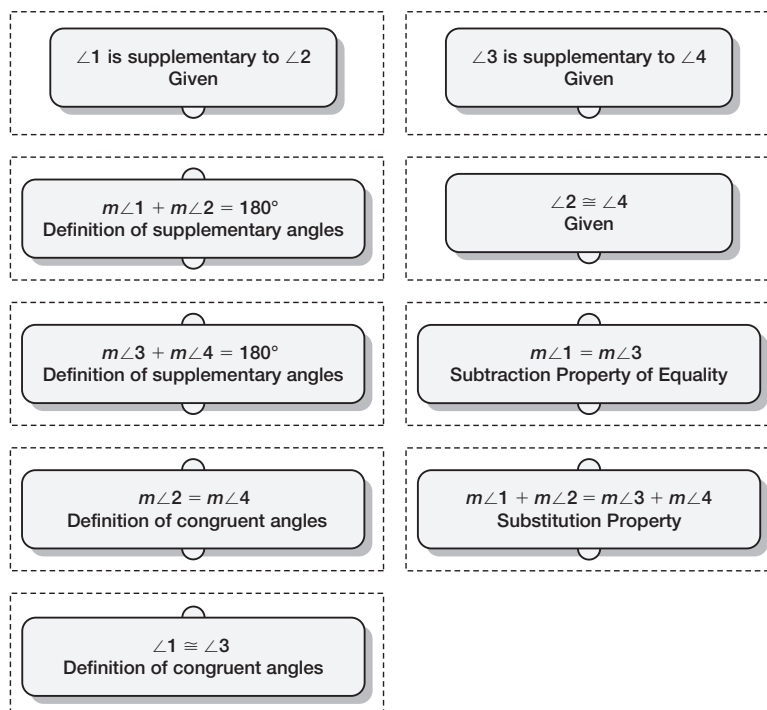 ∠1 is supplementary to ∠2
Given
∠3 is supplementary to ∠4
Given
m∠1 + m∠2 = 180°
Definition of supplementary angles
∠2 ≅ ∠4
Given
m∠3 + m∠4 = 180°
Definition of supplementary angles
m∠1 = m∠3
Subtraction Property of Equality
m∠2 = m∠4
Definition of congruent angles
m∠1 + m∠2 = m∠3 + m∠4
Substitution Property
∠1 ≅ ∠3
Definition of congruent angles